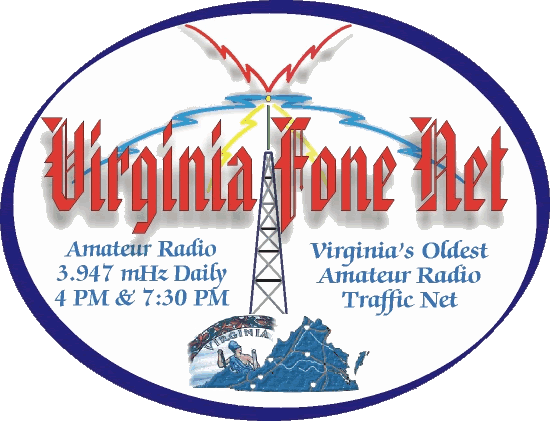 Virginia Fone Net
Amateur Radio
3.947 mHz Daily
4 PM & 7:30 PM
Virginia's Oldest
Amateur Radio
Traffic Net
VIRGINIA